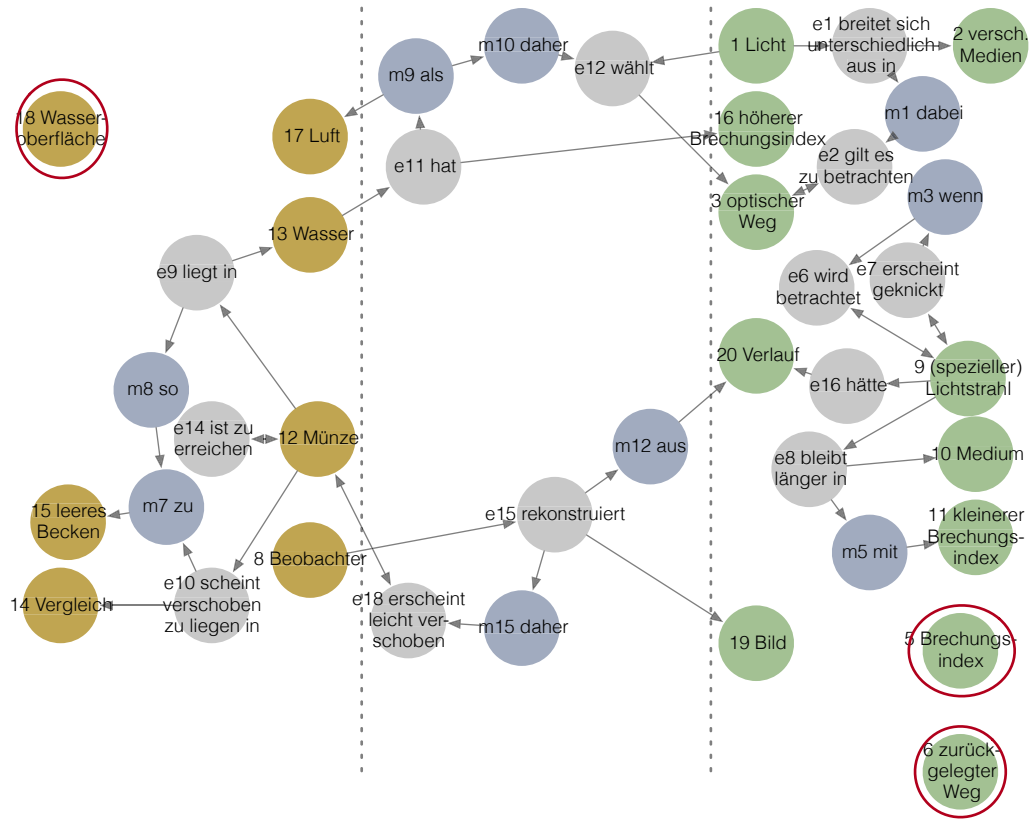 18 Wasser-
oberfläche
17 Luft
13 Wasser
e9 liegt in
m8 so
e14 ist zu
erreichen
12 Münze
m7 zu
15 leeres
Becken
14 Vergleich
e10 scheint
verschoben
zu liegen in
8 Beobachter
m9 als
m10 daher
e12 wählt
e11 hat
m12 aus
e15 rekonstruiert
e18 erscheint
leicht ver-
schoben
m15 daher
1 Licht
e1 breitet sich
unterschiedlich
aus in
2 versch.
Medien
m1 dabei
16 höherer
Brechungsindex
e2 gilt es
zu betrachten
m3 wenn
3 optischer
Weg
e6 wird
betrachtet
e7 erscheint
geknickt
20 Verlauf
e16 hätte
9 (spezieller)
Lichtstrahl
e8 bleibt
länger in
10 Medium
m5 mit
11 kleinerer
Brechungs-
index
19 Bild
5 Brechungs-
index
6 zurück-
gelegter
Weg